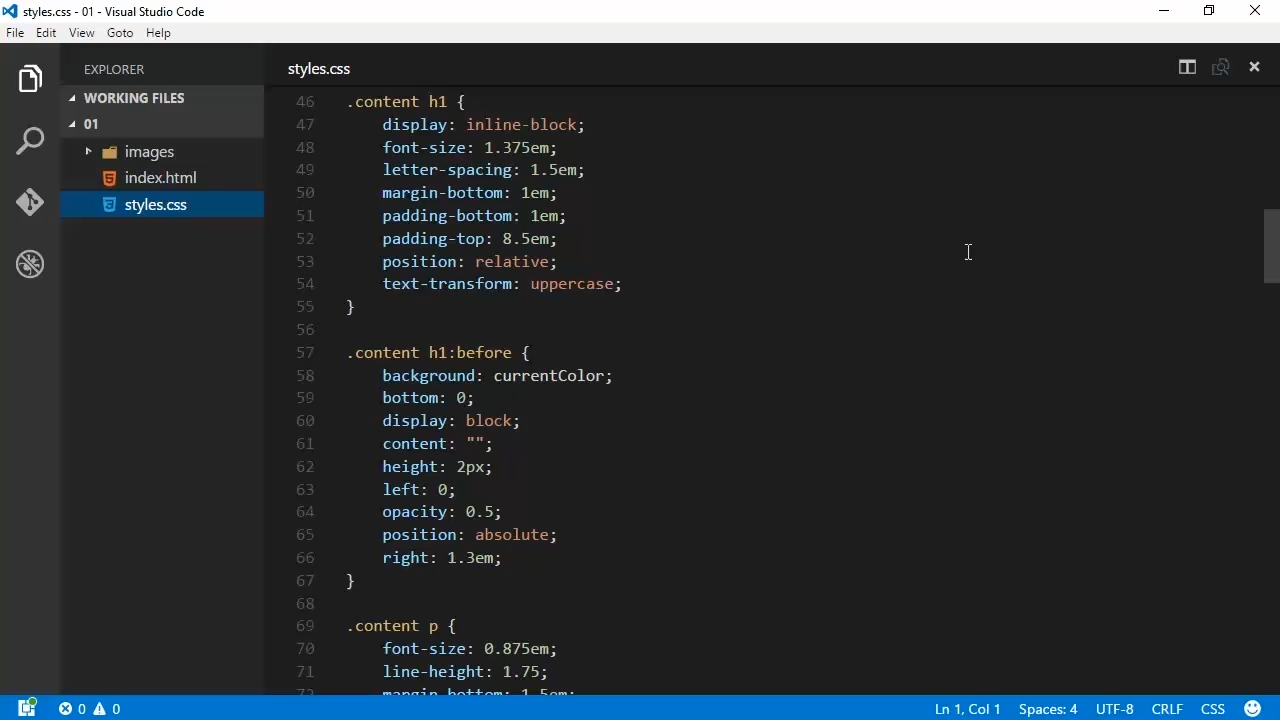 styles.css - 01 - Visual Studio Code
File Edit View Goto Help
EXPLORER
WORKING FILES
01
images
index.html
styles.css
styles.css
46 .content h1 {
47 display: inline-block;
48 font-size: 1.375em;
49 letter-spacing: 1.5em;
50 margin-bottom: 1em;
51 padding-bottom: 1em;
52 padding-top: 8.5em;
53 position: relative;
54 text-transform: uppercase;
55 }
56
57 .content h1:before {
58 background: currentColor;
59 bottom: 0;
60 display: block;
61 content: "";
62 height: 2px;
63 left: 0;
64 opacity: 0.5;
65 position: absolute;
66 right: 1.3em;
67 }
68
69 .content p {
70 font-size: 0.875em;
71 line-height: 1.75;
72 margin-bottom: 1.5em;
0 0 Ln 1, Col 1 Spaces: 4 UTF-8 CRLF CSS